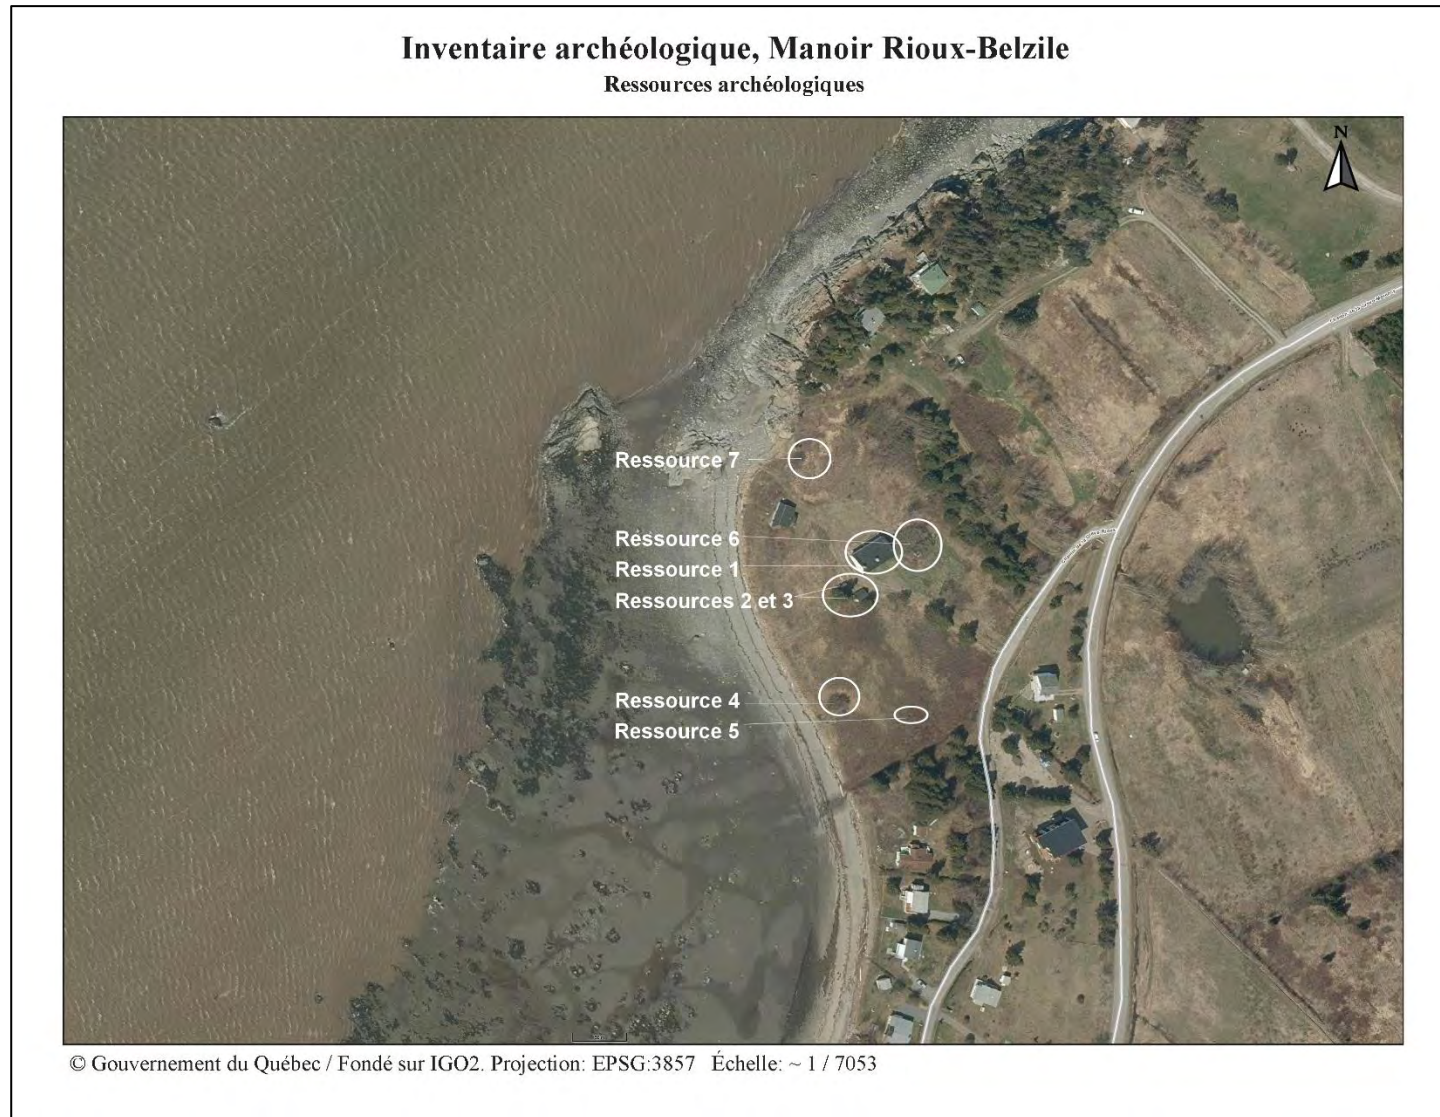 Inventaire archéologique, Manoir Rioux-Belzile
Ressources archéologiques
N
Ressource 7
Ressource 6
Ressource 1
Ressources 2 et 3
Ressource 4
Ressource 5
© Gouvernement du Québec / Fondé sur IGO2. Projection: EPSG:3857 Échelle: ~ 1 / 7053